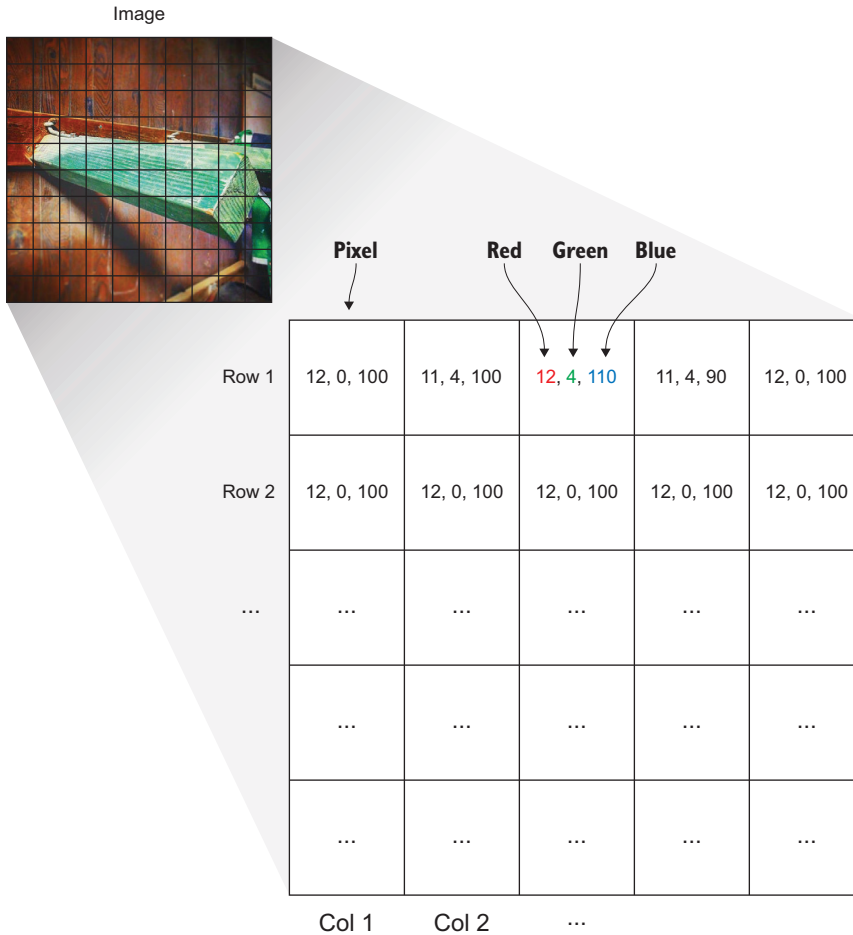 Image
Pixel Red Green Blue
Row 1 12, 0, 100 11, 4, 100 12, 4, 110 11, 4, 90 12, 0, 100
Row 2 12, 0, 100 12, 0, 100 12, 0, 100 12, 0, 100 12, 0, 100
... ... ... ... ... ...
... ... ... ... ...
... ... ... ... ...
Col 1 Col 2 ...